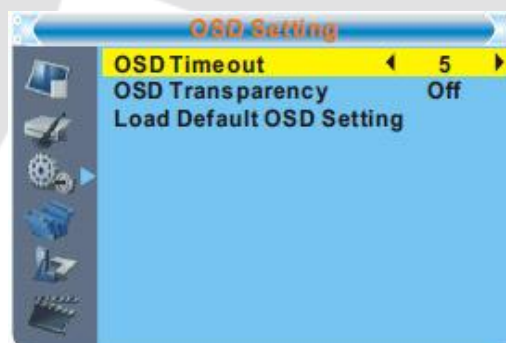 OSD Setting
OSD Timeout 5
OSD Transparency Off
Load Default OSD Setting